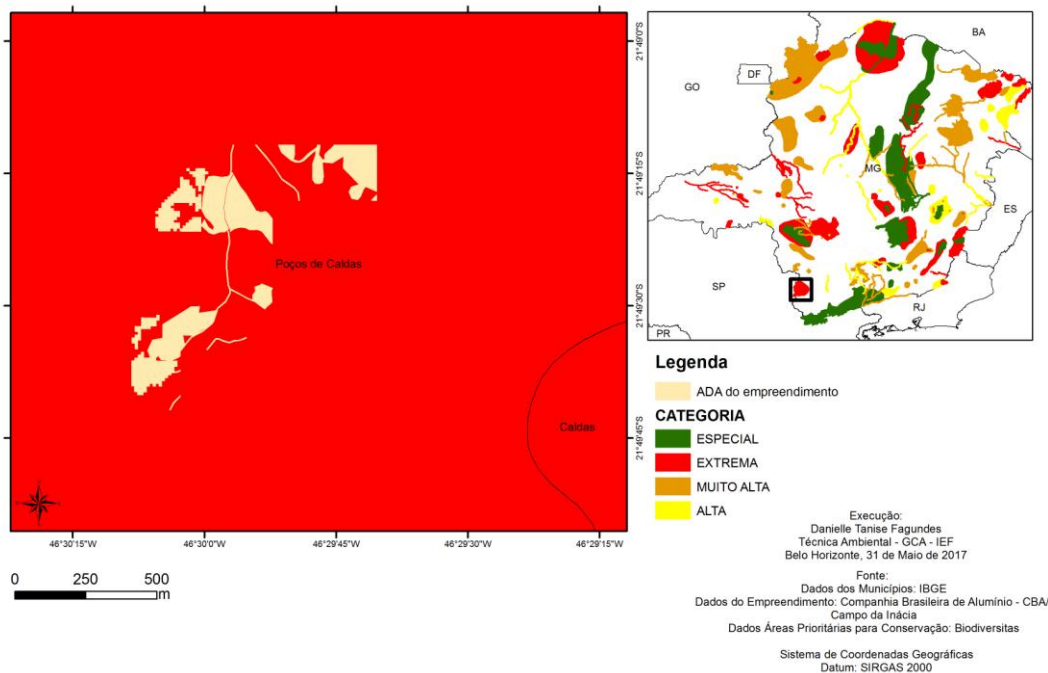 21°49'0"S
21°49'15"S
21°49'30"S
21°49'45"S
Poços de Caldas
Caldas
46°30'15"W
46°30'0"W
46°29'45"W
46°29'30"W
46°29'15"W
0 250 500
m
BA
DF
GO
MG
ES
SP
RJ
PR
Legenda
ADA do empreendimento
CATEGORIA
ESPECIAL
EXTREMA
MUITO ALTA
ALTA
Execução:
Danielle Tanise Fagundes
Técnica Ambiental - GCA - IEF
Belo Horizonte, 31 de Maio de 2017
Fonte:
Dados dos Municípios: IBGE
Dados do Empreendimento: Companhia Brasileira de Alumínio - CBA/
Campo da Inácia
Dados Áreas Prioritárias para Conservação: Biodiversitas
Sistema de Coordenadas Geográficas
Datum: SIRGAS 2000